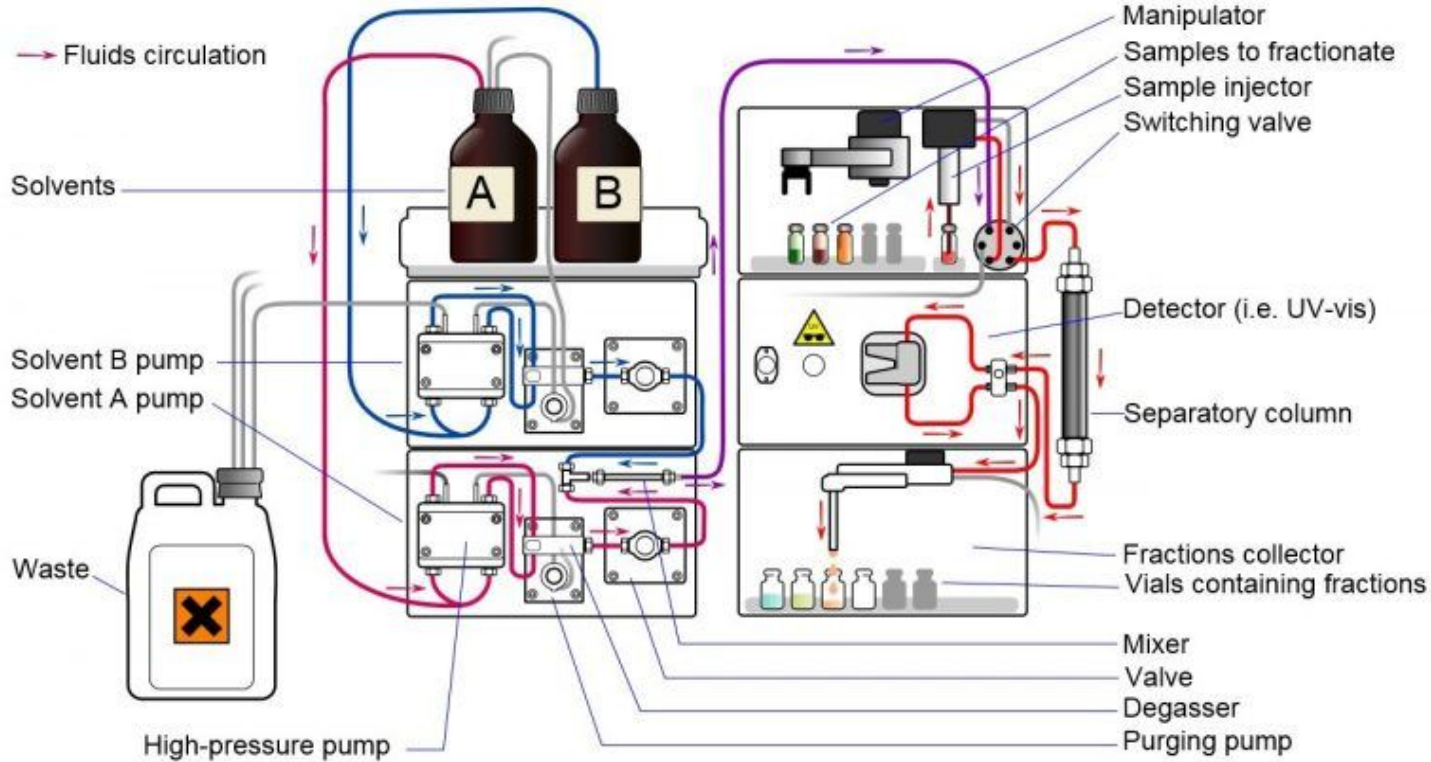 Fluids circulation
Solvents
A
B
Solvent B pump
Solvent A pump
Waste
High-pressure pump
Manipulator
Samples to fractionate
Sample injector
Switching valve
UV
Detector (i.e. UV-vis)
Separatory column
Fractions collector
Vials containing fractions
Mixer
Valve
Degasser
Purging pump